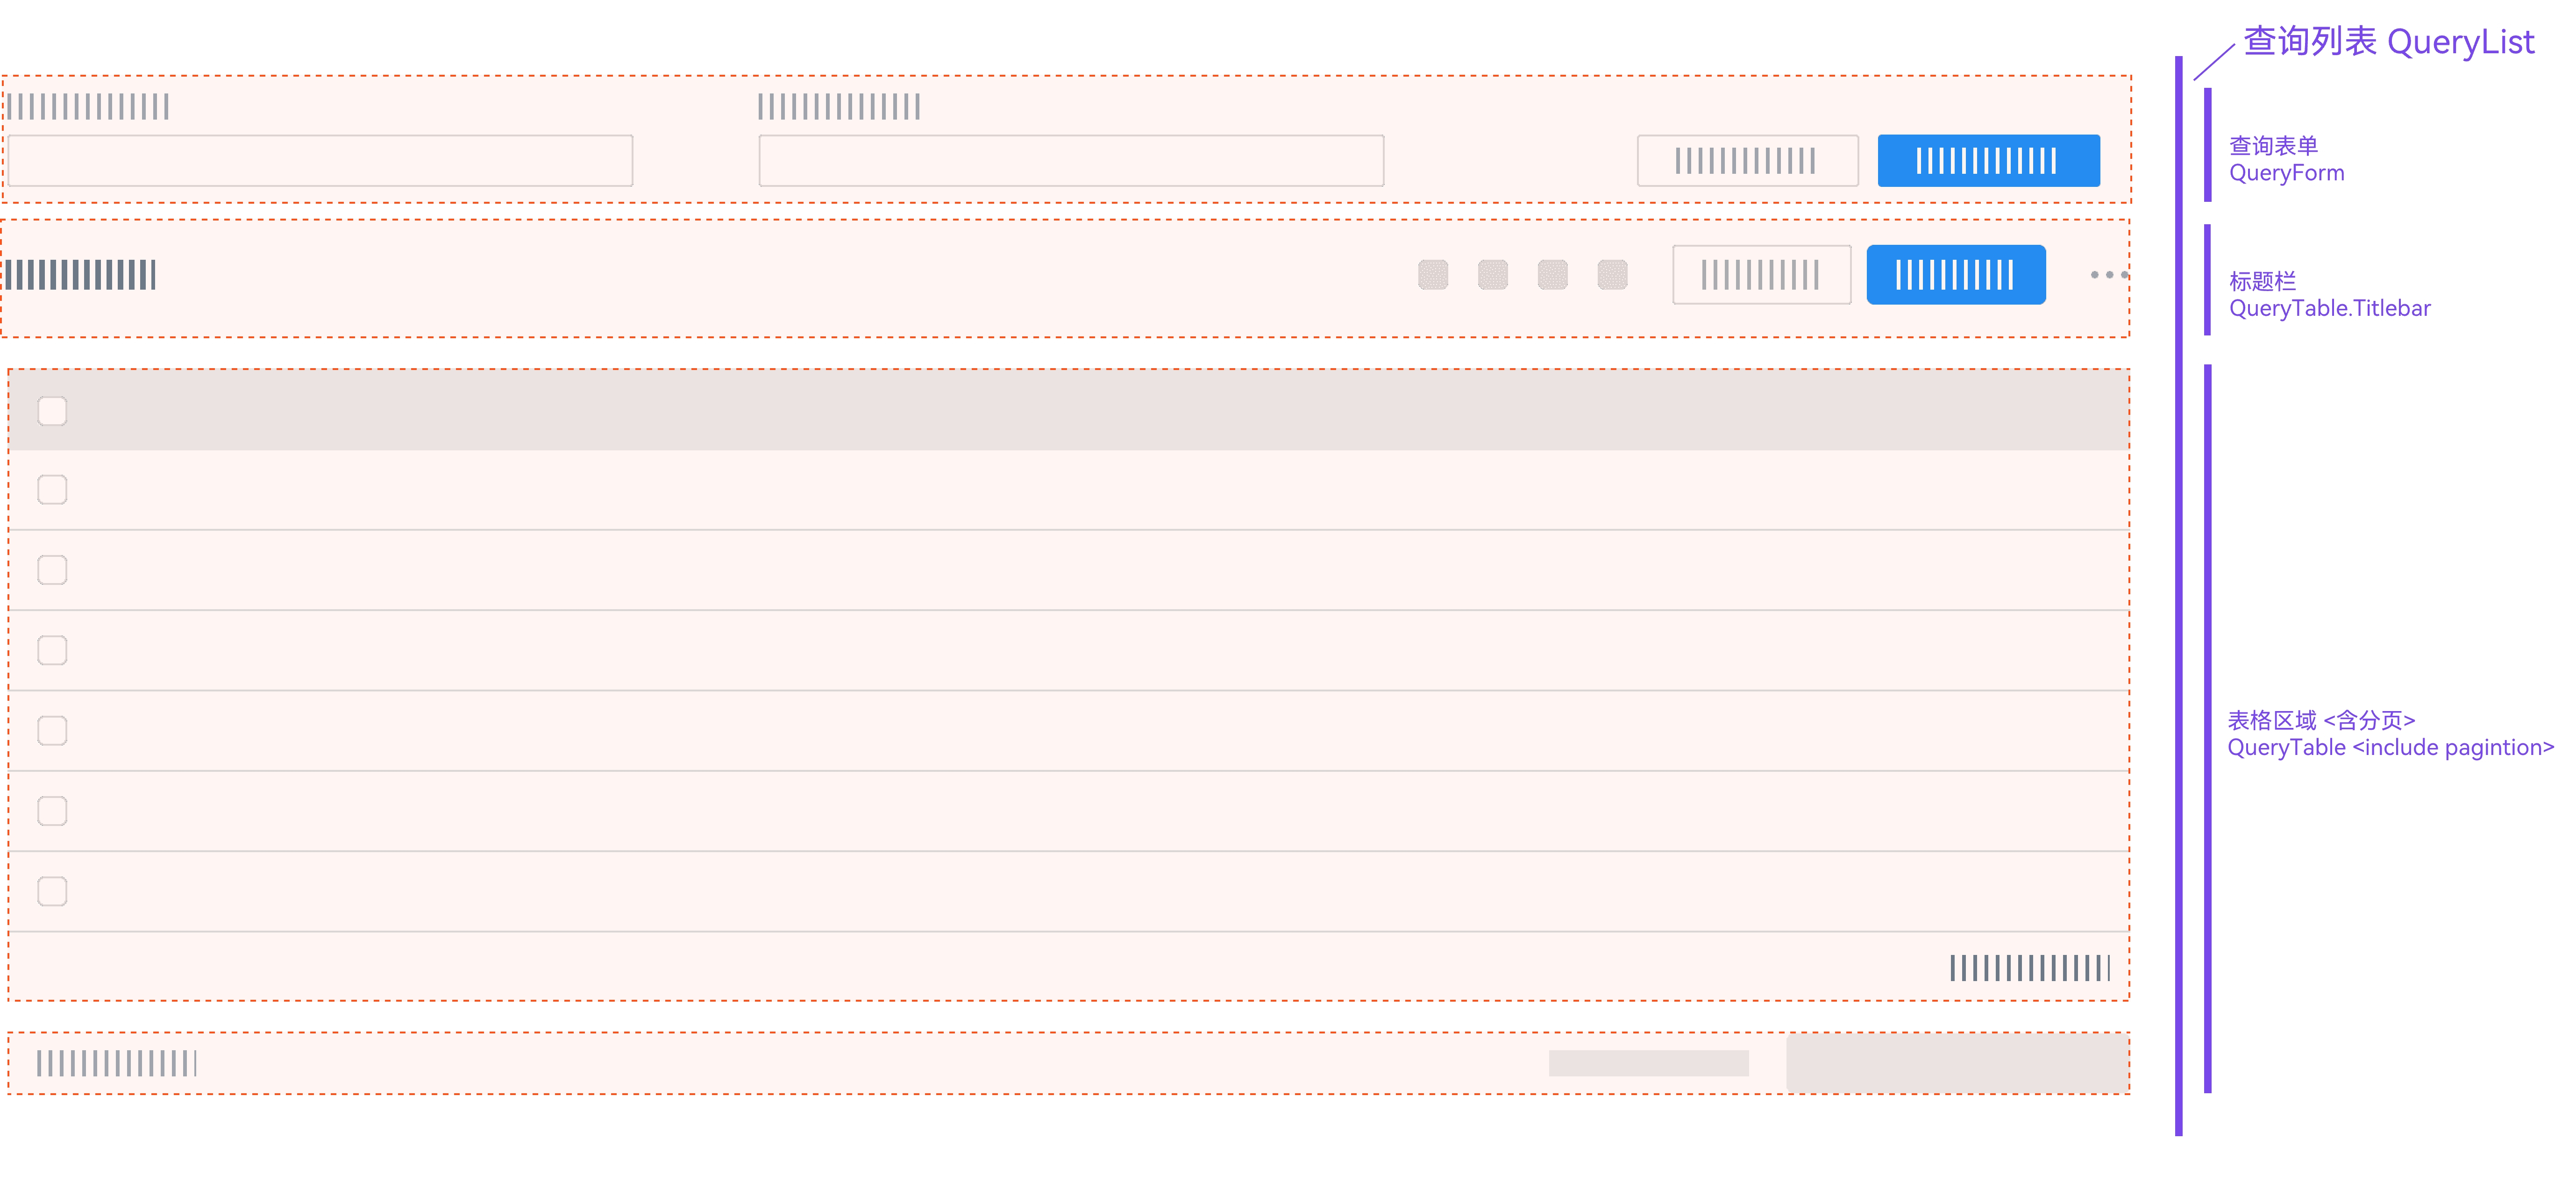 查询列表 QueryList
查询表单
QueryForm
标题栏
QueryTable.Titlebar
表格区域 <含分页>
QueryTable <include pagintion>